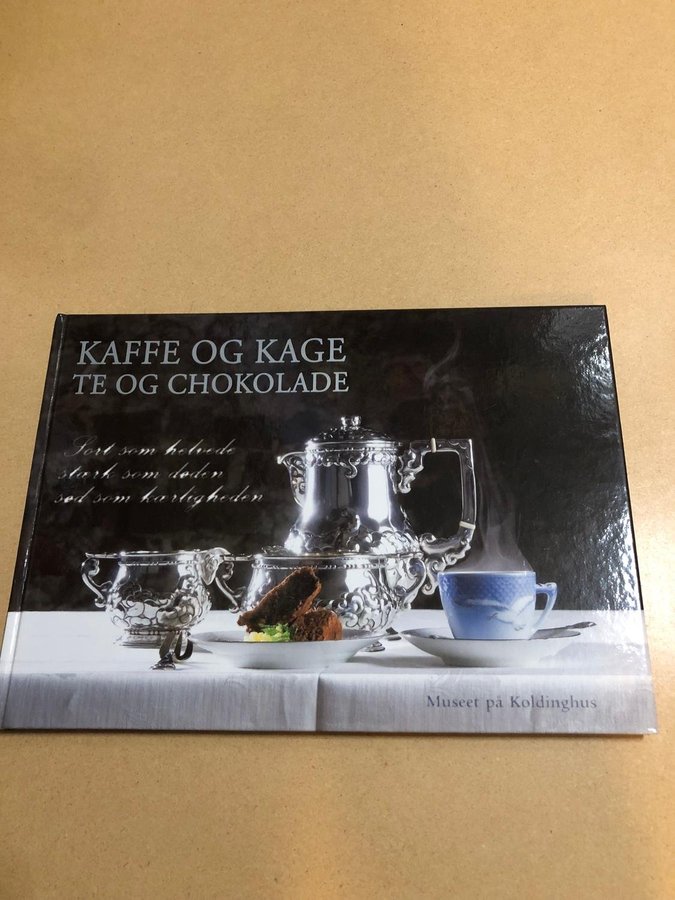 KAFFE OG KAGE
TE OG CHOKOLADE
Sort som helvede
stærk som døden
sød som kærligheden
Museet på Koldinghus